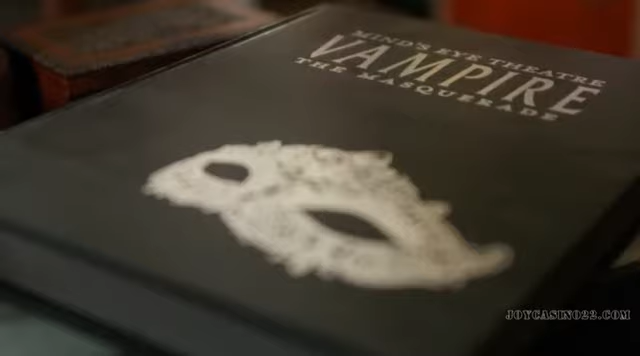 MIND'S EYE THEATRE
VAMPIRE
THE MASQUERADE
JOYCASINO22.COM